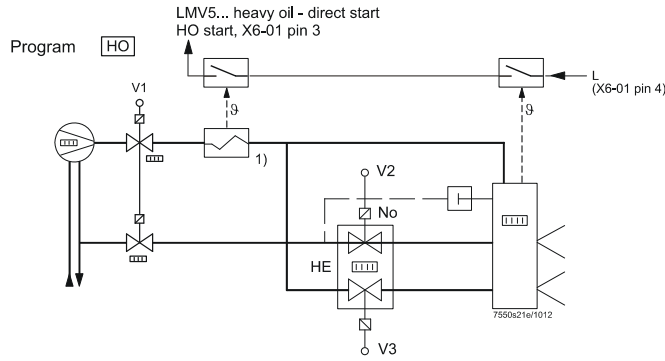 LMV5... heavy oil - direct start
HO start, X6-01 pin 3
Program HO
L
(X6-01 pin 4)
V1
ϑ
ϑ
1)
V2
No
HE
7550s21e/1012
V3